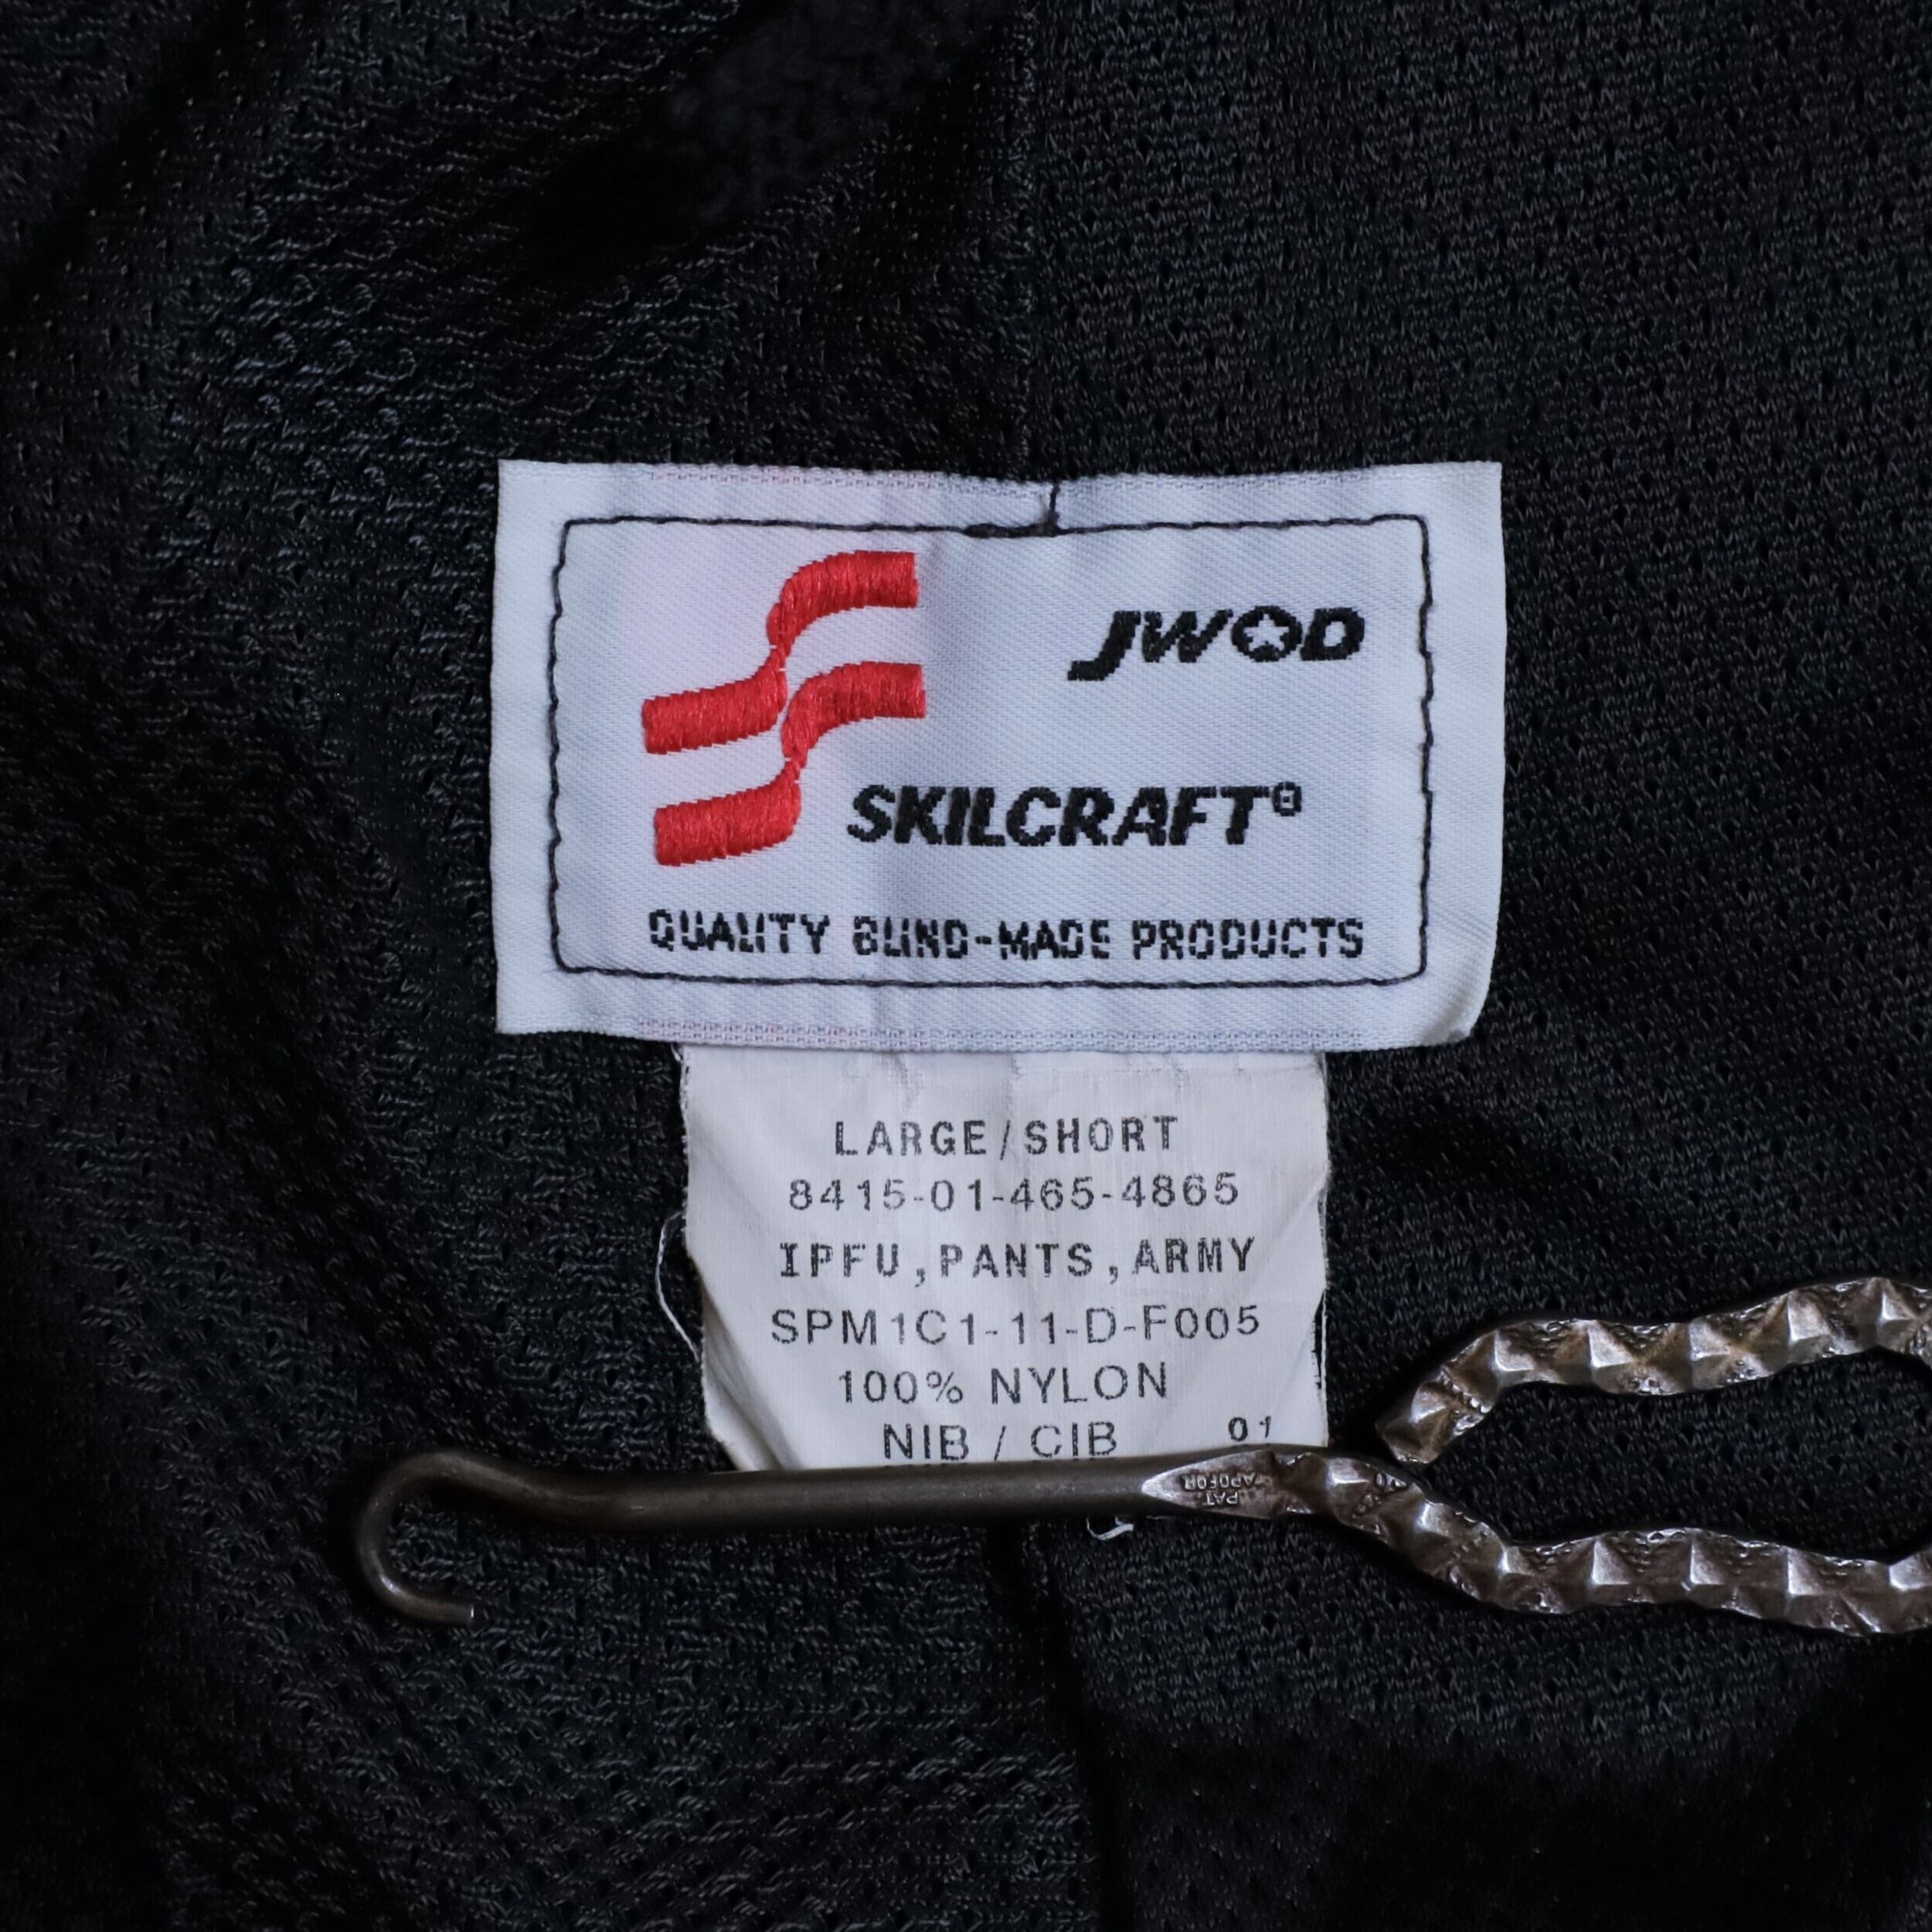 JWOD
SKILCRAFT®
QUALITY BLIND-MADE PRODUCTS
LARGE/SHORT
8415-01-465-4865
IPFU,PANTS,ARMY
SPM1C1-11-D-F005
100% NYLON
NIB / CIB 01
PAT.